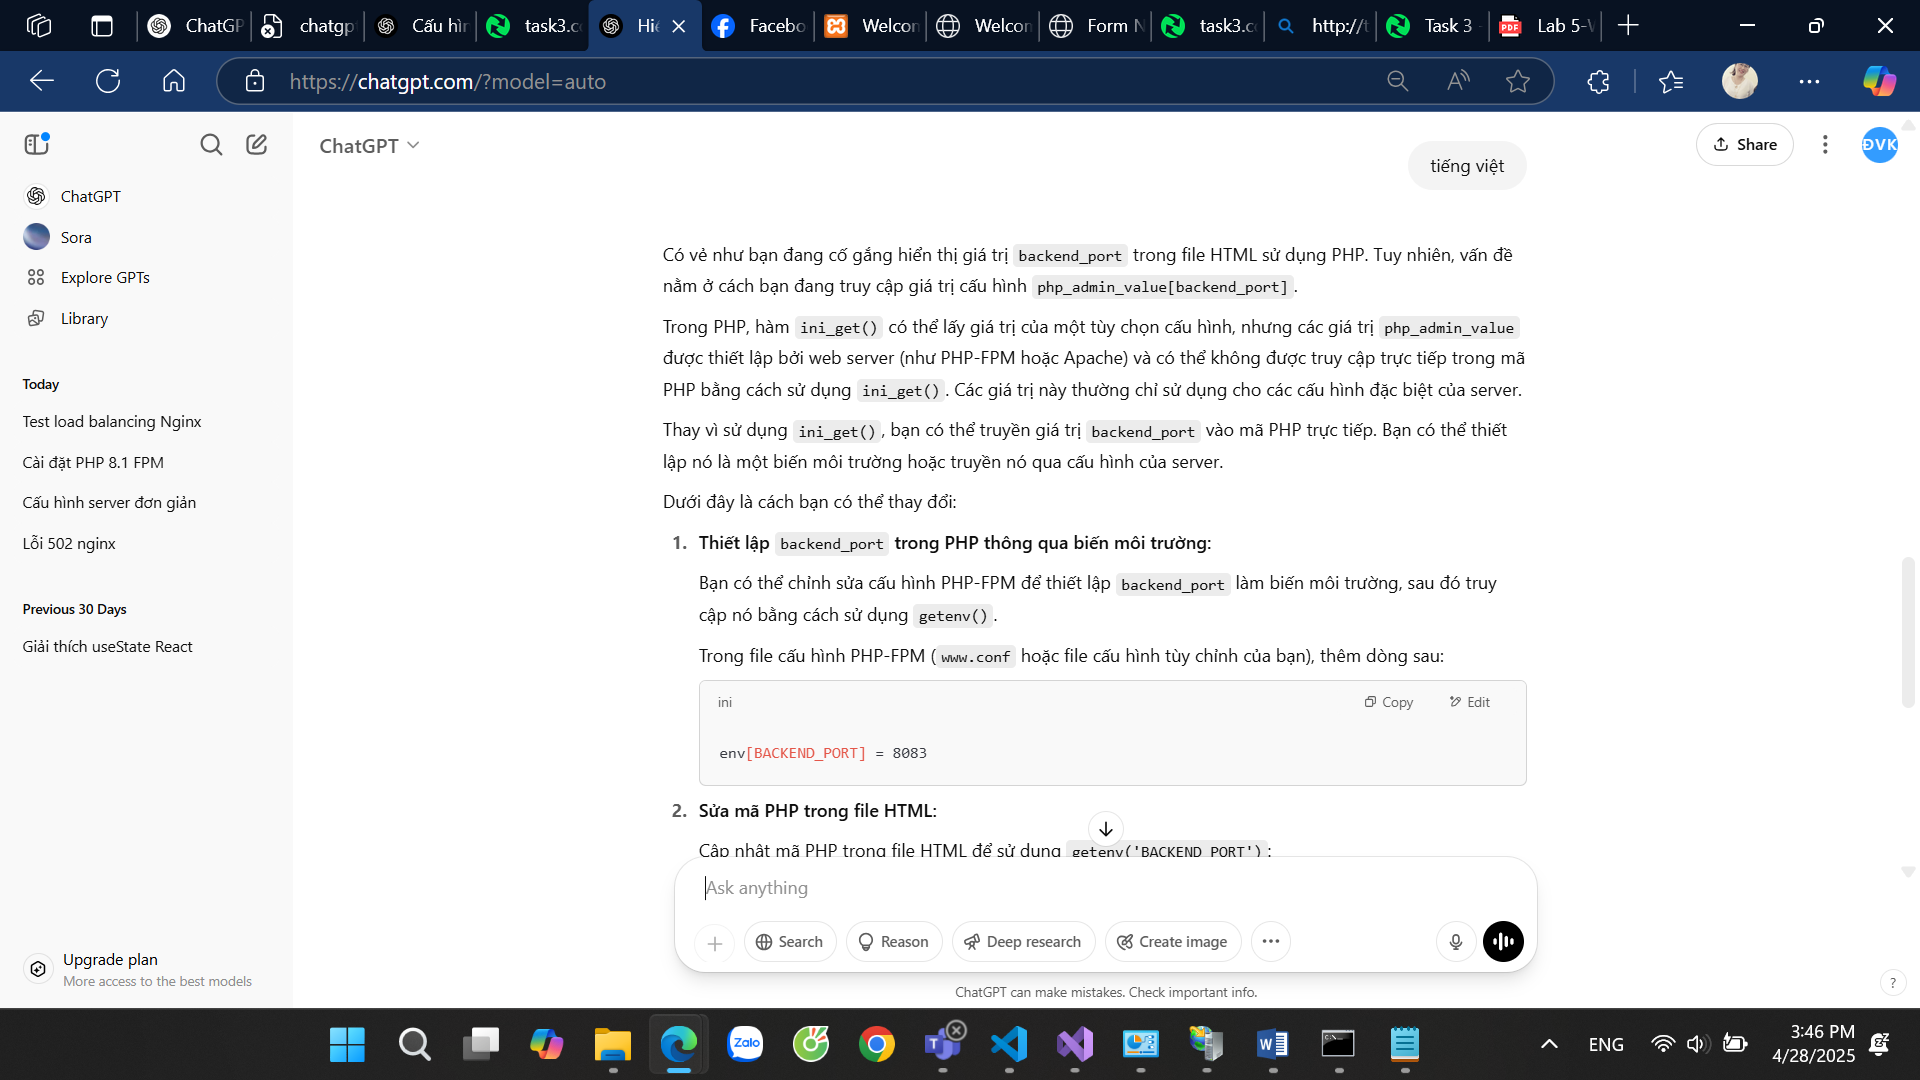 ChatGP
chatgp
Cấu hìn
task3.co
Hiể
Facebo
Welcon
Welcon
Form N
task3.co
http://t
Task 3 -
Lab 5-W
https://chatgpt.com/?model=auto
ChatGPT
Share
ĐVK
ChatGPT
Sora
Explore GPTs
Library
Today
Test load balancing Nginx
Cài đặt PHP 8.1 FPM
Cấu hình server đơn giản
Lỗi 502 nginx
Previous 30 Days
Giải thích useState React
Upgrade plan
More access to the best models
tiếng việt
Có vẻ như bạn đang cố gắng hiển thị giá trị backend_port trong file HTML sử dụng PHP. Tuy nhiên, vấn đề
nằm ở cách bạn đang truy cập giá trị cấu hình php_admin_value[backend_port].
Trong PHP, hàm ini_get() có thể lấy giá trị của một tùy chọn cấu hình, nhưng các giá trị php_admin_value
được thiết lập bởi web server (như PHP-FPM hoặc Apache) và có thể không được truy cập trực tiếp trong mã
PHP bằng cách sử dụng ini_get(). Các giá trị này thường chỉ sử dụng cho các cấu hình đặc biệt của server.
Thay vì sử dụng ini_get(), bạn có thể truyền giá trị backend_port vào mã PHP trực tiếp. Bạn có thể thiết
lập nó là một biến môi trường hoặc truyền nó qua cấu hình của server.
Dưới đây là cách bạn có thể thay đổi:
1. Thiết lập backend_port trong PHP thông qua biến môi trường:
Bạn có thể chỉnh sửa cấu hình PHP-FPM để thiết lập backend_port làm biến môi trường, sau đó truy
cập nó bằng cách sử dụng getenv().
Trong file cấu hình PHP-FPM (www.conf hoặc file cấu hình tùy chỉnh của bạn), thêm dòng sau:
ini
Copy
Edit
env[BACKEND_PORT] = 8083
2. Sửa mã PHP trong file HTML:
Cập nhật mã PHP trong file HTML để sử dụng getenv('BACKEND_PORT'):
Ask anything
Search
Reason
Deep research
Create image
ChatGPT can make mistakes. Check important info.
?
Zalo
ENG
3:46 PM
4/28/2025